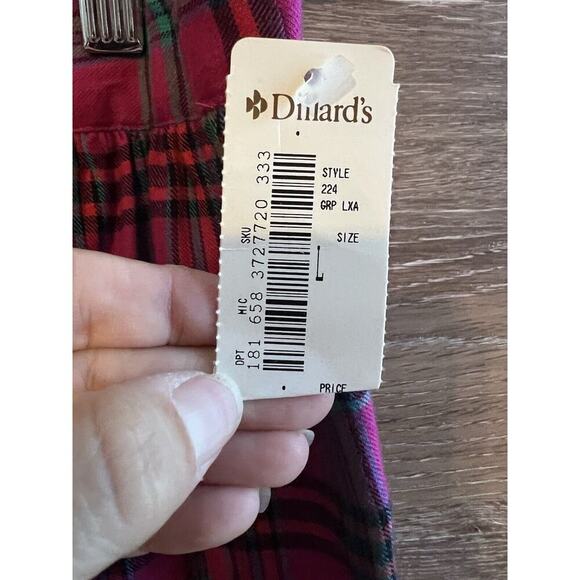 Dillard's
STYLE
224
GRP LXA
SIZE
L
DPT MIC SKU
181 658 3727720 333
PRICE